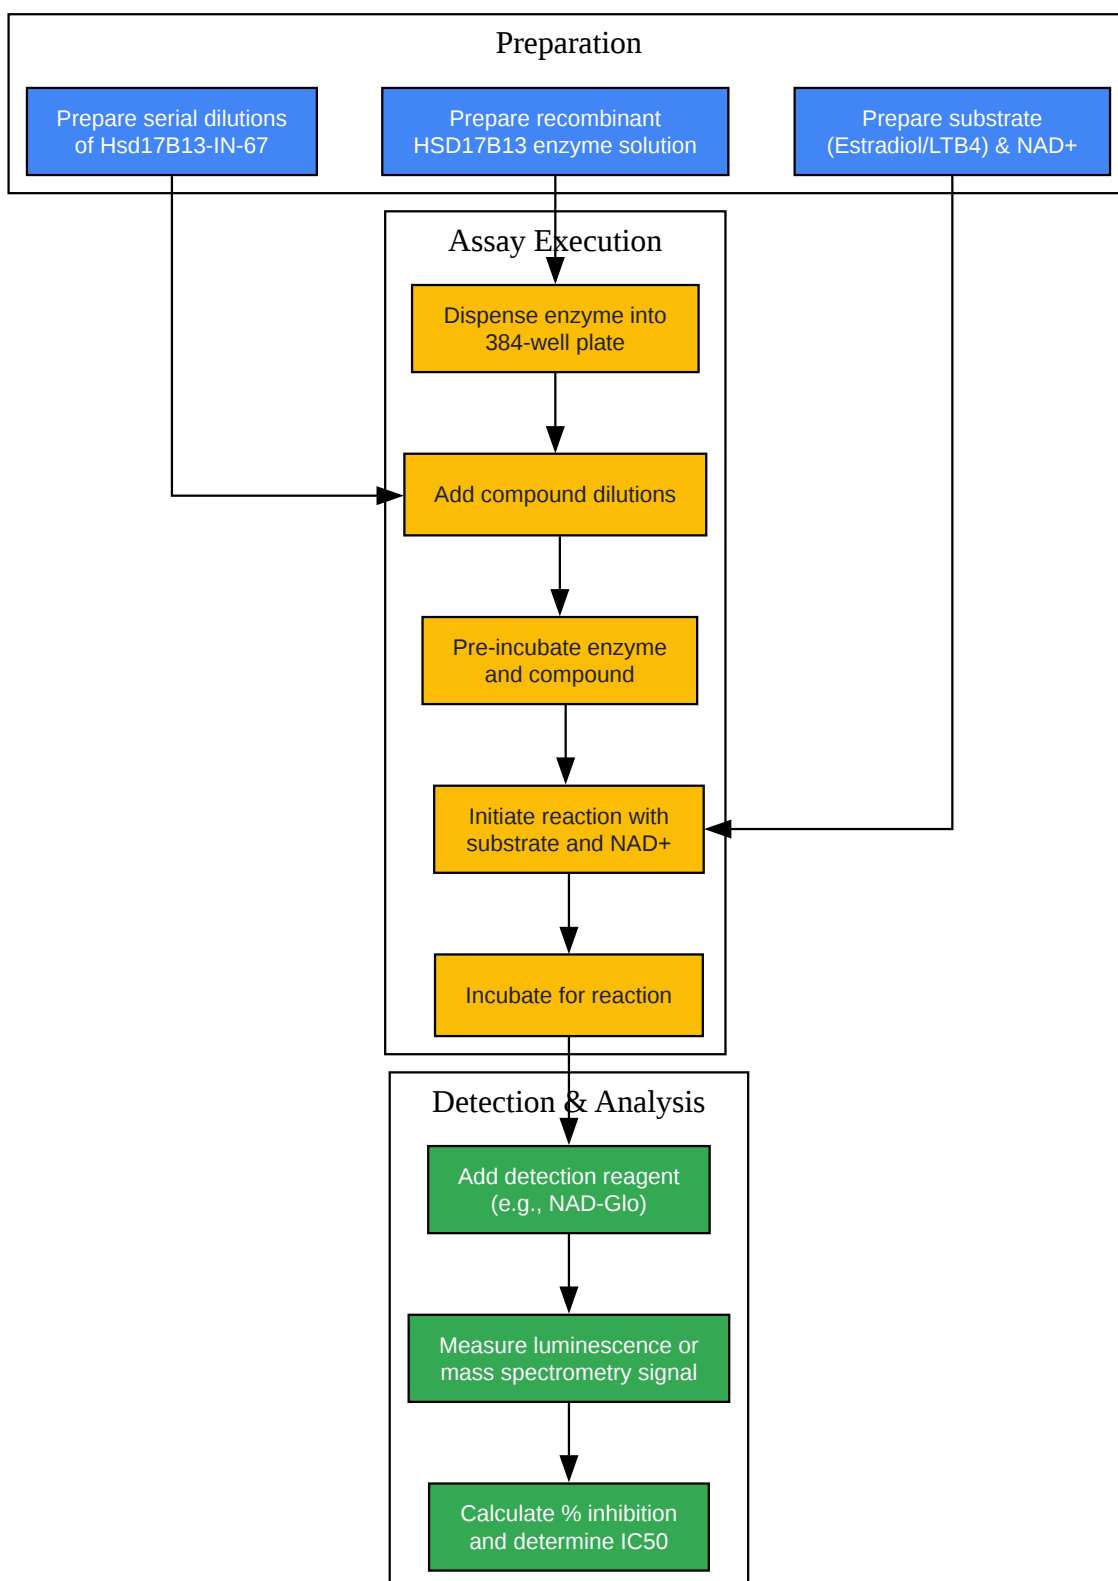 Preparation
Prepare serial dilutions
of Hsd17B13-IN-67
Prepare recombinant
HSD17B13 enzyme solution
Prepare substrate
(Estradiol/LTB4) & NAD+
Assay Execution
Dispense enzyme into
384-well plate
Add compound dilutions
Pre-incubate enzyme
and compound
Initiate reaction with
substrate and NAD+
Incubate for reaction
Detection & Analysis
Add detection reagent
(e.g., NAD-Glo)
Measure luminescence or
mass spectrometry signal
Calculate % inhibition
and determine IC50